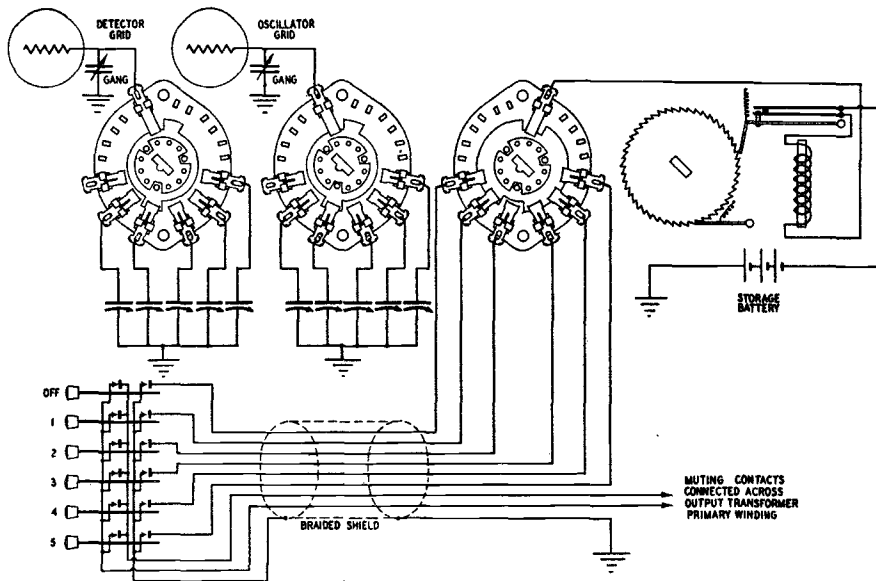 DETECTOR
GRID
GANG
OSCILLATOR
GRID
GANG
STORAGE
BATTERY
OFF
1
2
3
4
5
BRAIDED SHIELD
MUTING CONTACTS
CONNECTED ACROSS
OUTPUT TRANSFORMER
PRIMARY WINDING